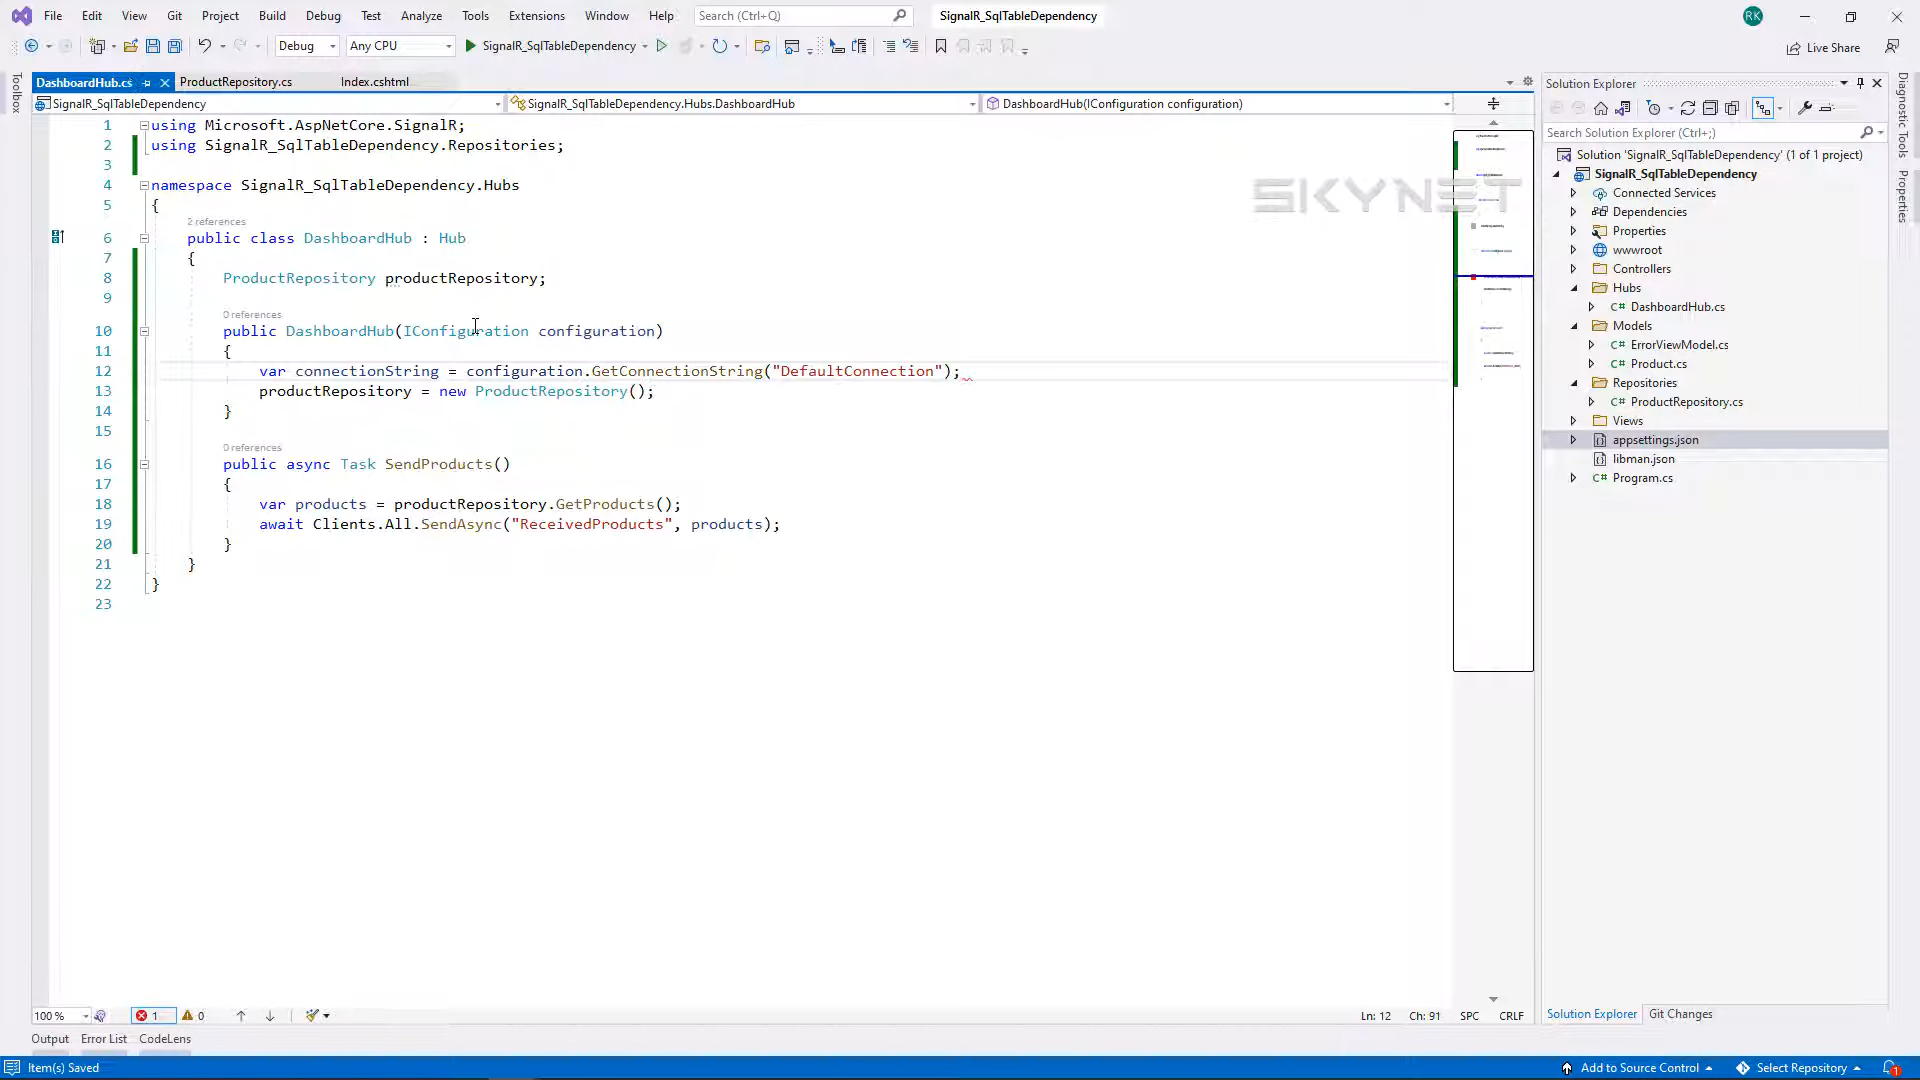 File Edit View Git Project Build Debug Test Analyze Tools Extensions Window Help Search (Ctrl+Q) SignalR_SqlTableDependency RK
Debug Any CPU SignalR_SqlTableDependency Live Share
Toolbox
DashboardHub.cs ProductRepository.cs Index.cshtml
SignalR_SqlTableDependency SignalR_SqlTableDependency.Hubs.DashboardHub DashboardHub(IConfiguration configuration)
1 using Microsoft.AspNetCore.SignalR;
2 using SignalR_SqlTableDependency.Repositories;
3
4 namespace SignalR_SqlTableDependency.Hubs
5 {
2 references
6 public class DashboardHub : Hub
7 {
8 ProductRepository productRepository;
9
0 references
10 public DashboardHub(IConfiguration configuration)
11 {
12 var connectionString = configuration.GetConnectionString("DefaultConnection");
13 productRepository = new ProductRepository();
14 }
15
0 references
16 public async Task SendProducts()
17 {
18 var products = productRepository.GetProducts();
19 await Clients.All.SendAsync("ReceivedProducts", products);
20 }
21 }
22 }
23
SKYNET
Solution Explorer
Search Solution Explorer (Ctrl+;)
Solution 'SignalR_SqlTableDependency' (1 of 1 project)
SignalR_SqlTableDependency
Connected Services
Dependencies
Properties
wwwroot
Controllers
Hubs
C# DashboardHub.cs
Models
C# ErrorViewModel.cs
C# Product.cs
Repositories
C# ProductRepository.cs
Views
appsettings.json
libman.json
C# Program.cs
Diagnostic Tools
Properties
100 % 1 0 Ln: 12 Ch: 91 SPC CRLF
Solution Explorer Git Changes
Output Error List CodeLens
Item(s) Saved Add to Source Control Select Repository 1